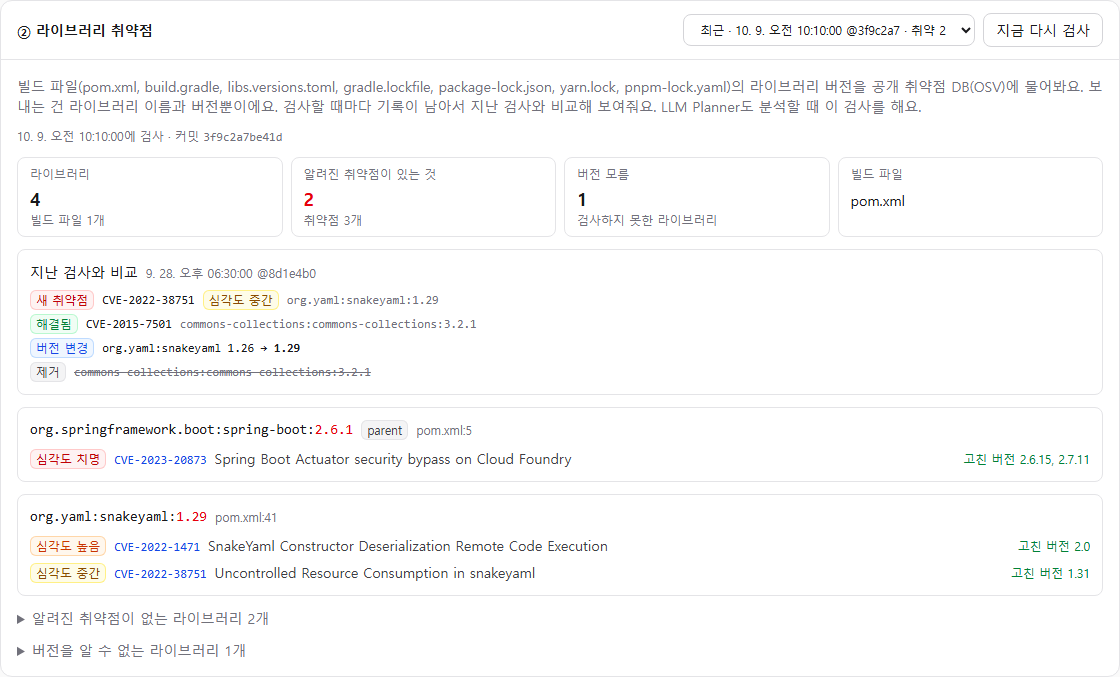 ② 라이브러리 취약점
최근 · 10. 9. 오전 10:10:00 @3f9c2a7 · 취약 2
지금 다시 검사
빌드 파일(pom.xml, build.gradle, libs.versions.toml, gradle.lockfile, package-lock.json, yarn.lock, pnpm-lock.yaml)의 라이브러리 버전을 공개 취약점 DB(OSV)에 물어봐요. 보
내는 건 라이브러리 이름과 버전뿐이에요. 검사할 때마다 기록이 남아서 지난 검사와 비교해 보여줘요. LLM Planner도 분석할 때 이 검사를 해요.
10. 9. 오전 10:10:00에 검사 · 커밋 3f9c2a7be41d
라이브러리
4
빌드 파일 1개
알려진 취약점이 있는 것
2
취약점 3개
버전 모름
1
검사하지 못한 라이브러리
빌드 파일
pom.xml
지난 검사와 비교 9. 28. 오후 06:30:00 @8d1e4b0
새 취약점 CVE-2022-38751 심각도 중간 org.yaml:snakeyaml:1.29
해결됨 CVE-2015-7501 commons-collections:commons-collections:3.2.1
버전 변경 org.yaml:snakeyaml 1.26 → 1.29
제거 commons-collections:commons-collections:3.2.1
org.springframework.boot:spring-boot:2.6.1 parent pom.xml:5
심각도 치명 CVE-2023-20873 Spring Boot Actuator security bypass on Cloud Foundry 고친 버전 2.6.15, 2.7.11
org.yaml:snakeyaml:1.29 pom.xml:41
심각도 높음 CVE-2022-1471 SnakeYaml Constructor Deserialization Remote Code Execution 고친 버전 2.0
심각도 중간 CVE-2022-38751 Uncontrolled Resource Consumption in snakeyaml 고친 버전 1.31
▶ 알려진 취약점이 없는 라이브러리 2개
▶ 버전을 알 수 없는 라이브러리 1개